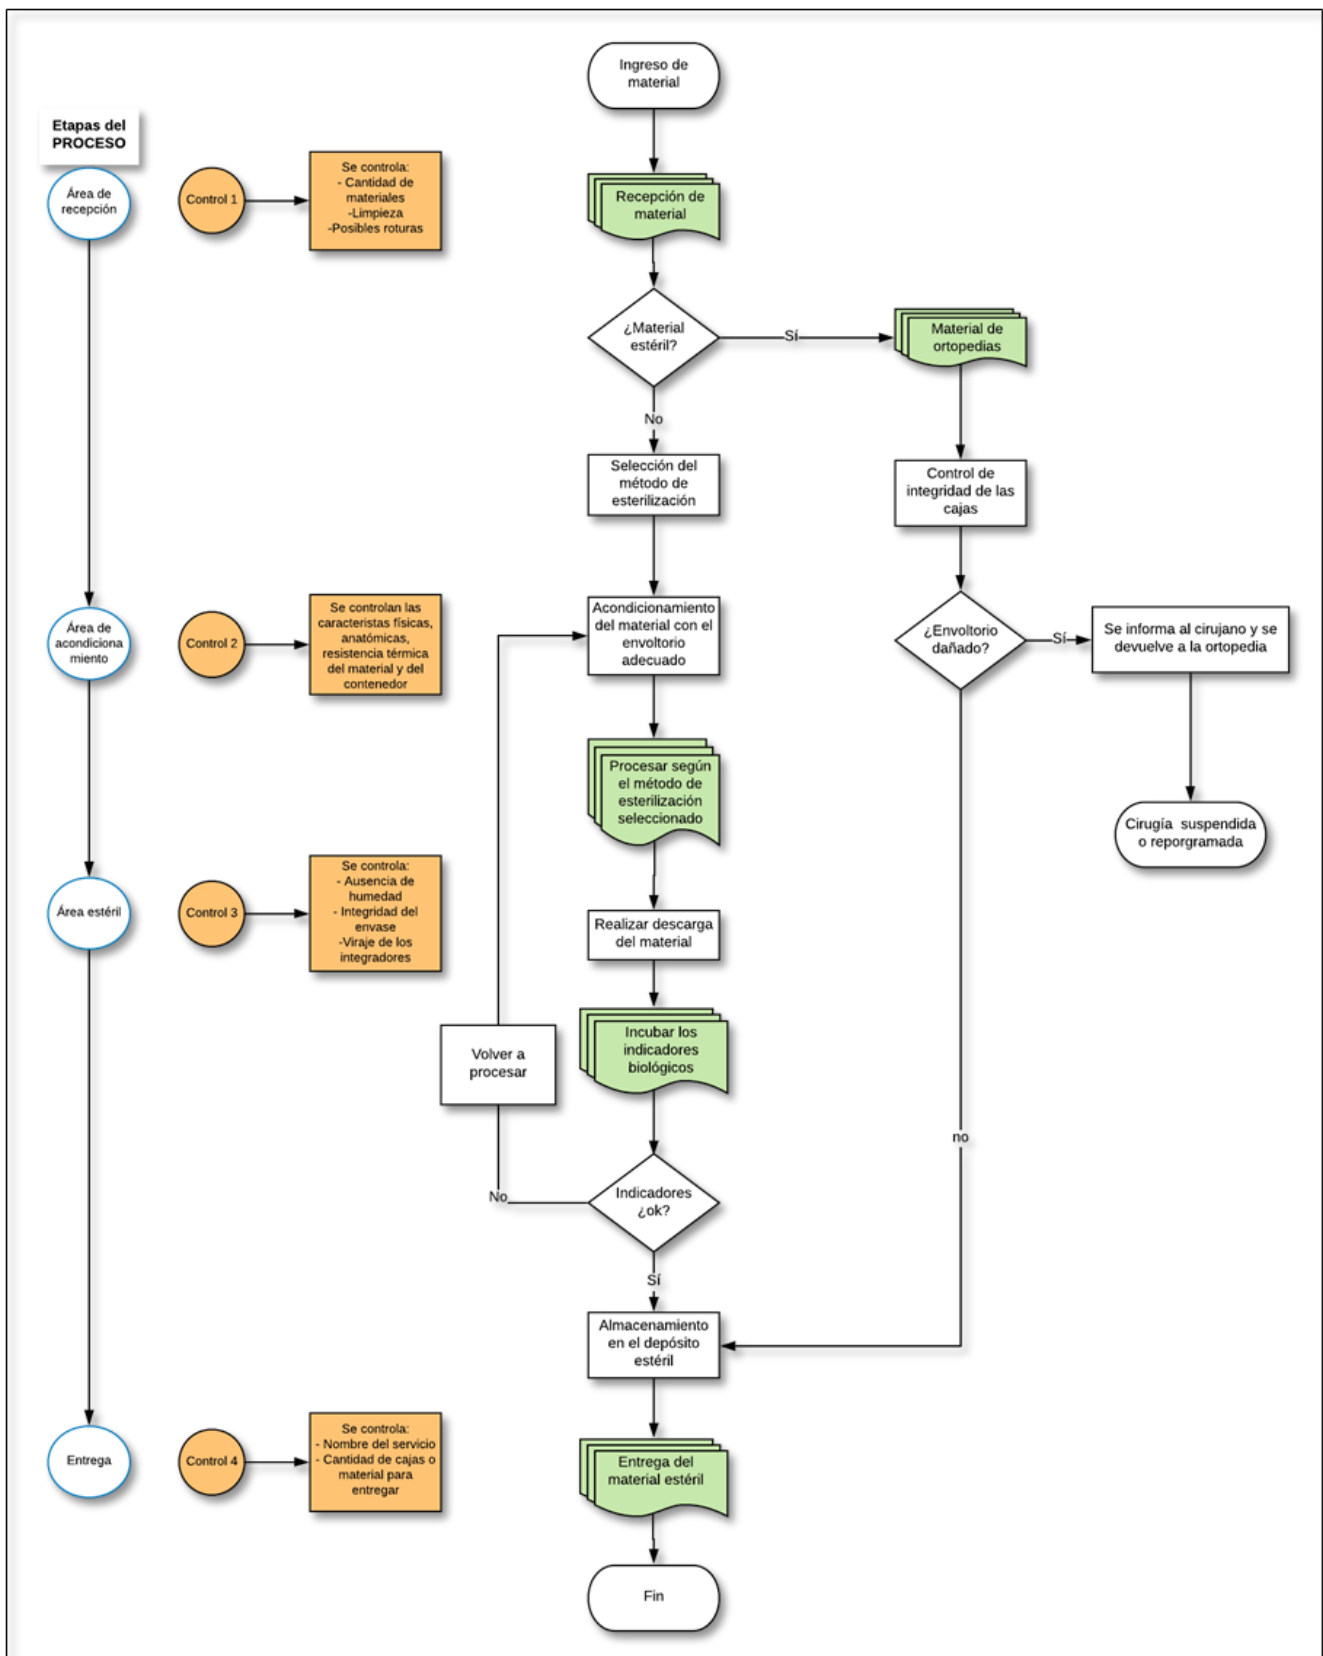 Ingreso de
material
Etapas del
PROCESO
Área de
recepción
Control 1
Se controla:
- Cantidad de
materiales
-Limpieza
-Posibles roturas
Recepción de
material
¿Material
estéril?
Sí
Material de
ortopedias
No
Selección del
método de
esterilización
Control de
integridad de las
cajas
Área de
acondiciona
miento
Control 2
Se controlan las
caracteristas físicas,
anatómicas,
resistencia térmica
del material y del
contenedor
Acondicionamiento
del material con el
envoltorio
adecuado
¿Envoltorio
dañado?
Sí
Se informa al cirujano y se
devuelve a la ortopedia
Procesar según
el método de
esterilización
seleccionado
Cirugía suspendida
o reporgramada
Área estéril
Control 3
Se controla:
- Ausencia de
humedad
- Integridad del
envase
-Viraje de los
integradores
Realizar descarga
del material
Volver a
procesar
Incubar los
indicadores
biológicos
no
No
Indicadores
¿ok?
Sí
Almacenamiento
en el depósito
estéril
Entrega
Control 4
Se controla:
- Nombre del servicio
- Cantidad de cajas o
material para
entregar
Entrega del
material estéril
Fin